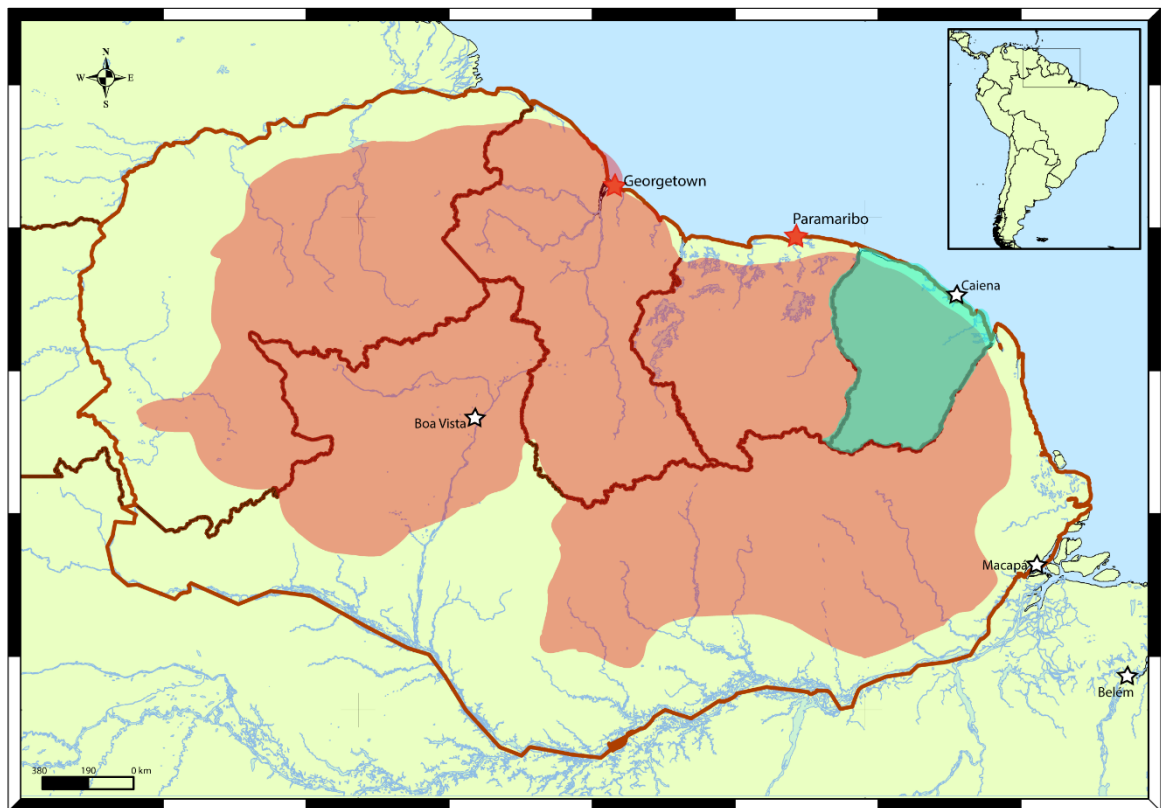 N
W E
S
Georgetown
Paramaribo
Caiena
Boa Vista
Macapá
Belém
380 190 0 km